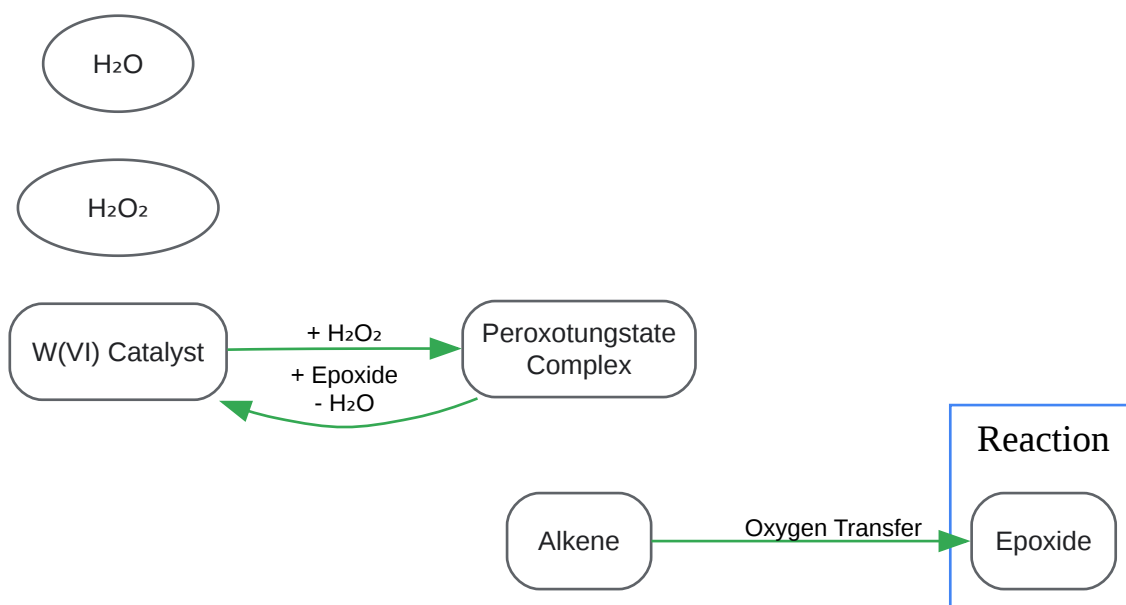 H₂O
H₂O₂
W(VI) Catalyst
+ H₂O₂
+ Epoxide
- H₂O
Peroxotungstate
Complex
Reaction
Alkene
Oxygen Transfer
Epoxide